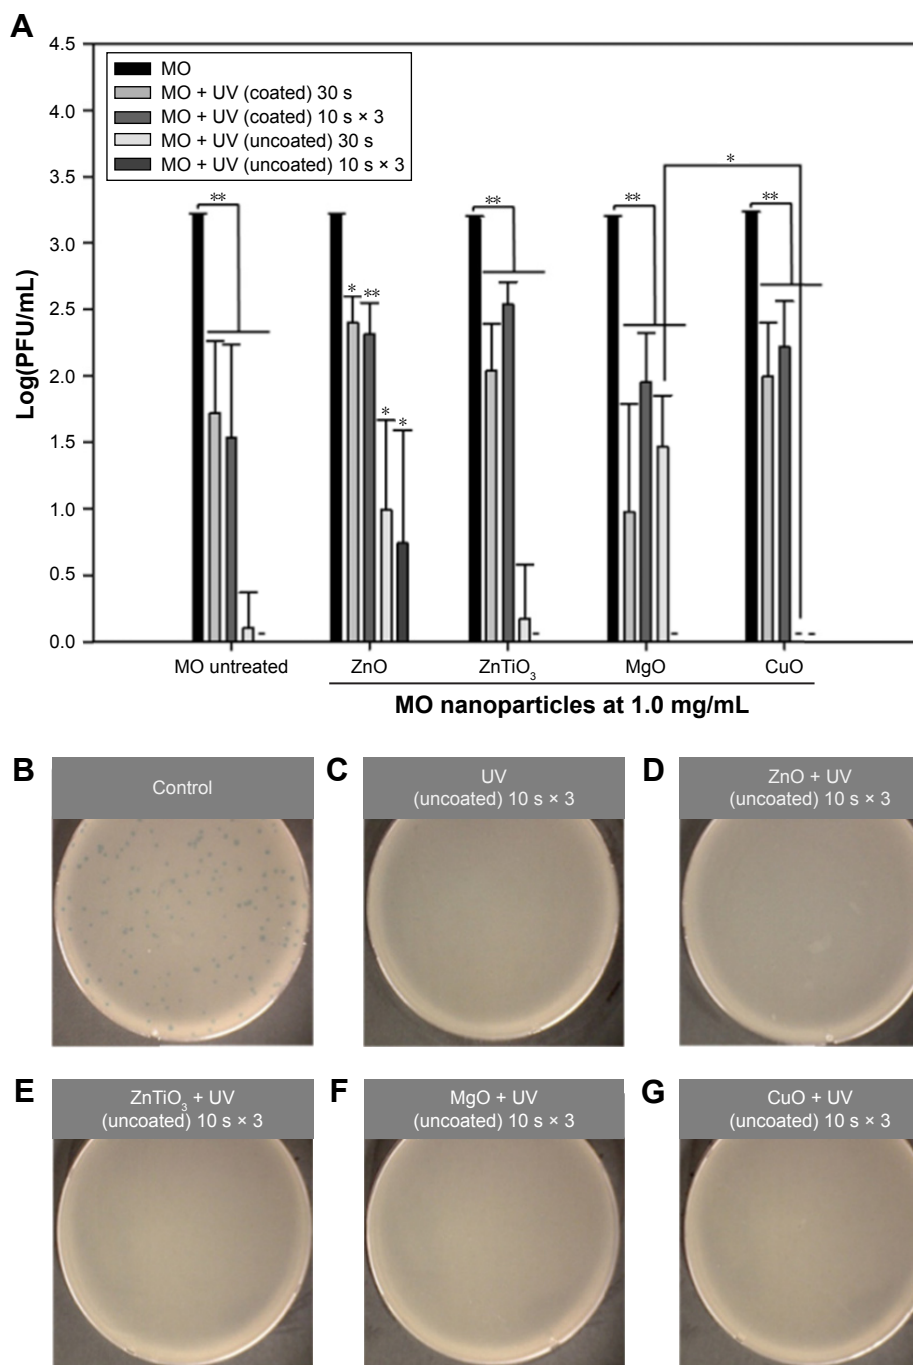 A
4.5
4.0
3.5
3.0
2.5
2.0
1.5
1.0
0.5
0.0
Log(PFU/mL)
MO
MO + UV (coated) 30 s
MO + UV (coated) 10 s × 3
MO + UV (uncoated) 30 s
MO + UV (uncoated) 10 s × 3
*
** ** ** **
* ** * *
MO untreated ZnO ZnTiO₃ MgO CuO
MO nanoparticles at 1.0 mg/mL
B
Control
C
UV
(uncoated) 10 s × 3
D
ZnO + UV
(uncoated) 10 s × 3
E
ZnTiO₃ + UV
(uncoated) 10 s × 3
F
MgO + UV
(uncoated) 10 s × 3
G
CuO + UV
(uncoated) 10 s × 3